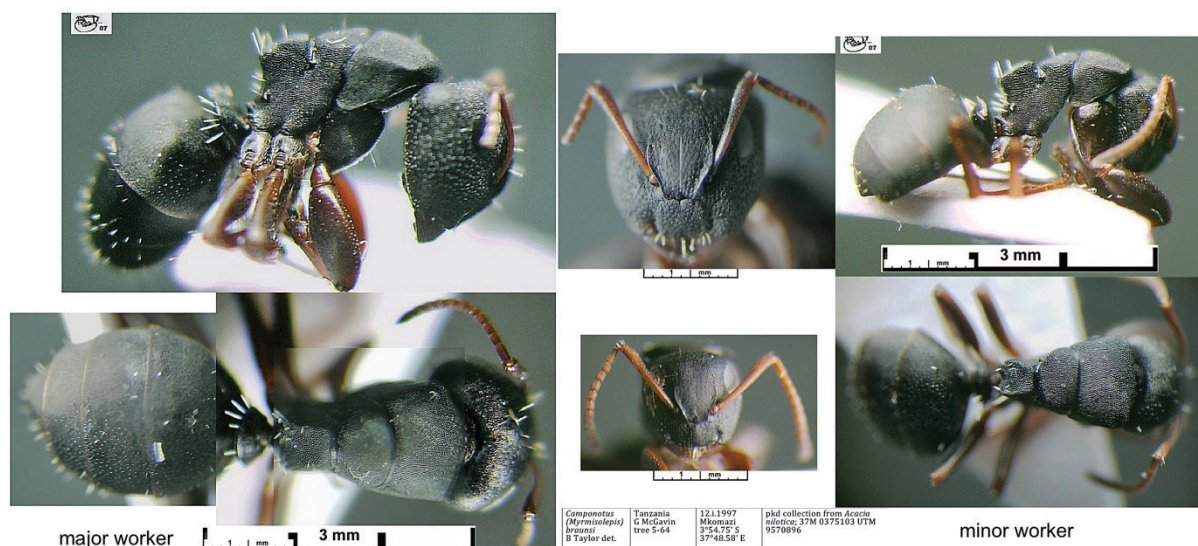 07
07
1 mm
1 mm 3 mm
1 mm
major worker
1 mm 3 mm
Camponotus
(Myrmisolepis)
braunsi
B Taylor det.
Tanzania
G McGavin
tree 5-64
12.i.1997
Mkomazi
3°54.75' S
37°48.58' E
pkd collection from Acacia
nilotica; 37M 0375103 UTM
9570896
minor worker